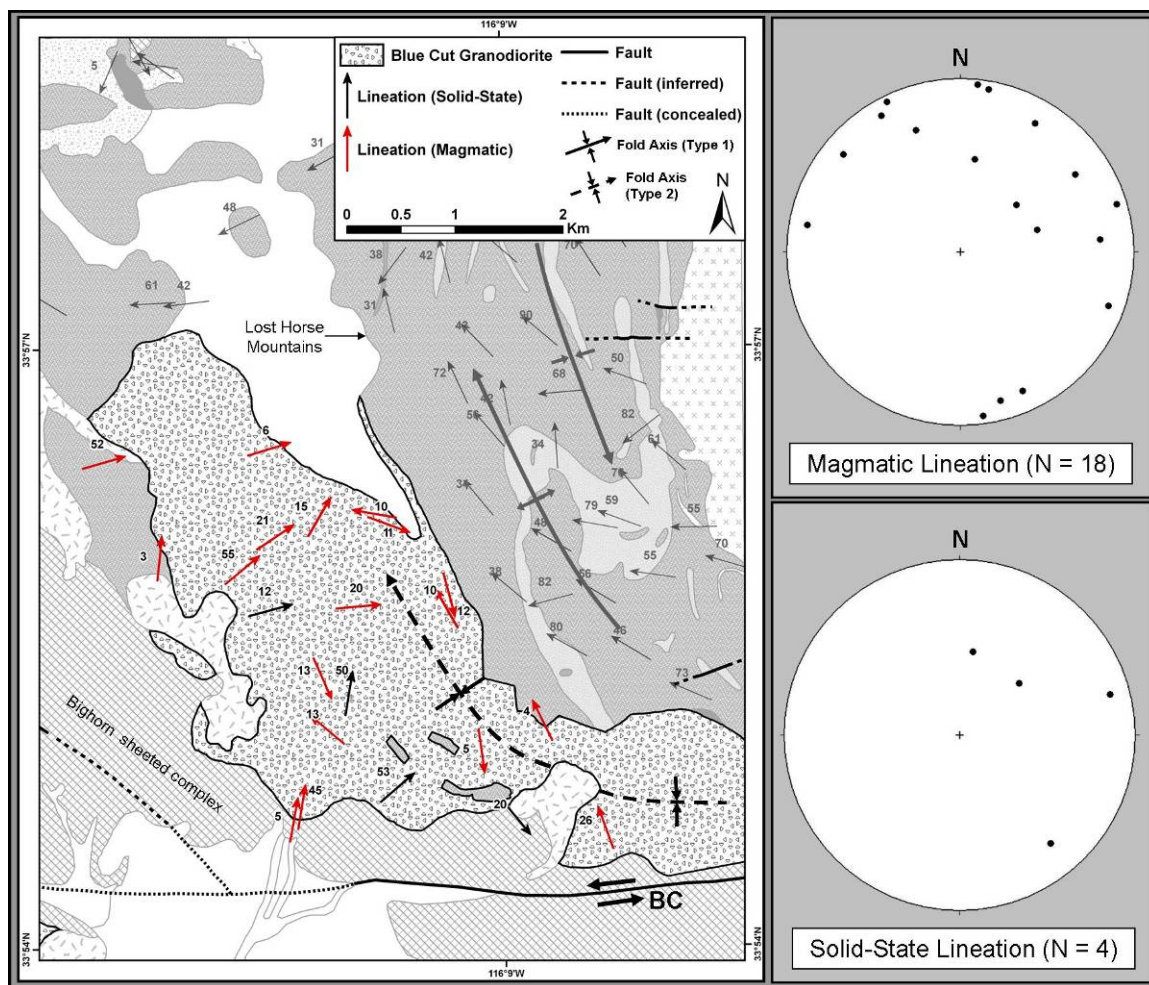 116°9'W
Blue Cut Granodiorite
Lineation (Solid-State)
Lineation (Magmatic)
Fault
Fault (inferred)
Fault (concealed)
Fold Axis (Type 1)
Fold Axis
(Type 2)
N
0 0.5 1 2
Km
5
31
48
61 42
38
31
42
70
90
68
50
72
82
34
61
79 59
55
48
55
70
38
82
56
80
46
73
33°57'N
33°57'N
Lost Horse
Mountains
52
6
3
15
21
55
10
11
12
20
10
12
13
50
13
4
5
53
20
45
5
26
Bighorn sheeted complex
BC
33°54'N
33°54'N
116°9'W
N
Magmatic Lineation (N = 18)
N
Solid-State Lineation (N = 4)